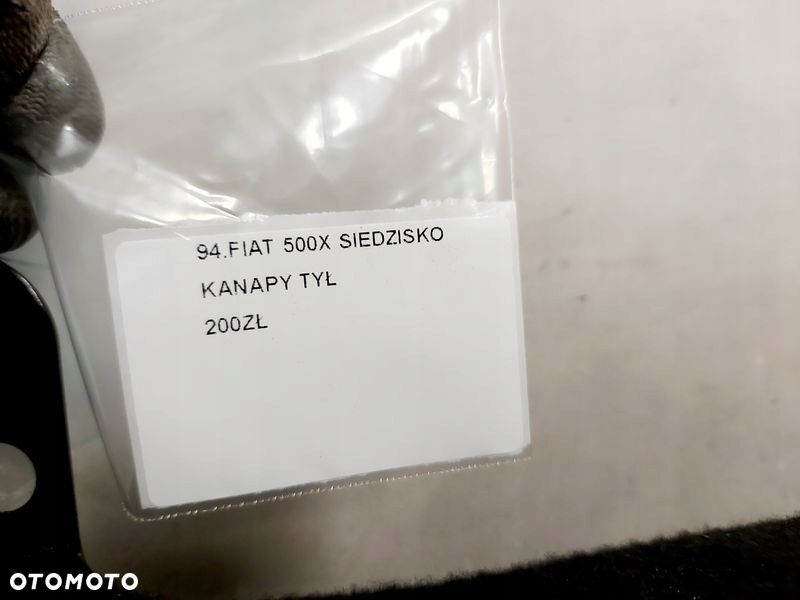 94.FIAT 500X SIEDZISKO
KANAPY TYŁ
200ZŁ
OTOMOTO